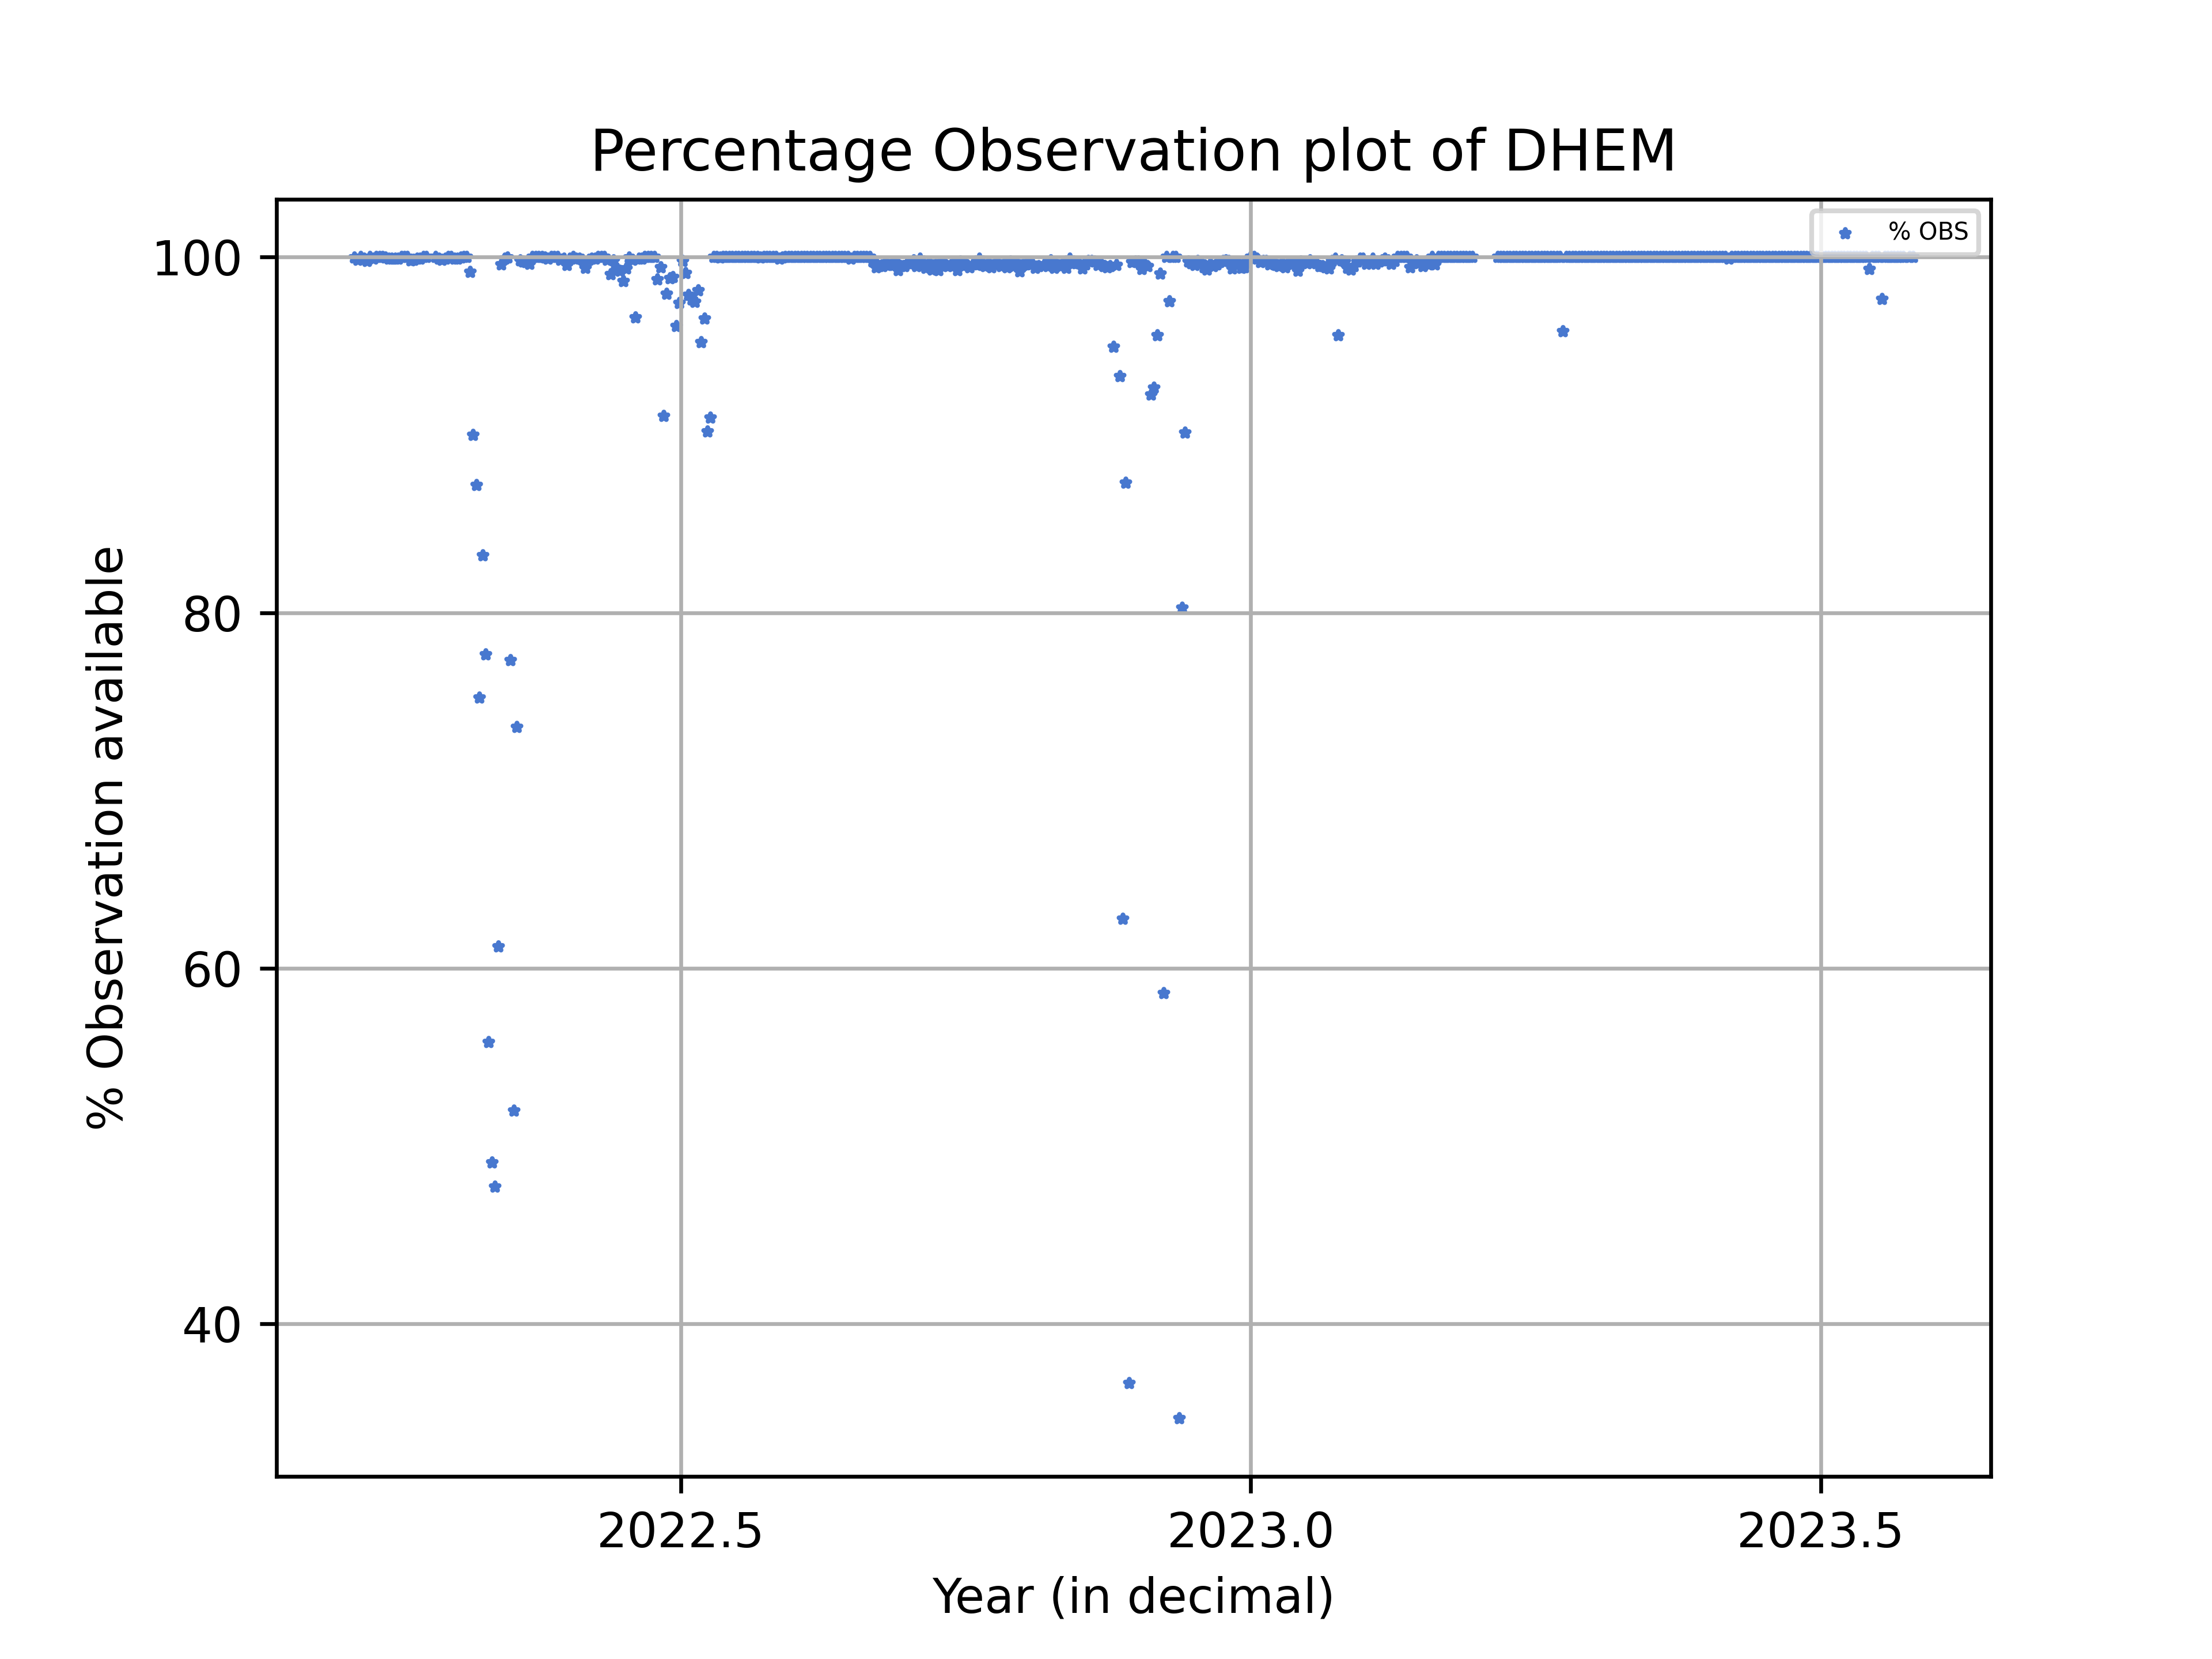 Percentage Observation plot of DHEM
% OBS
100
80
60
40
% Observation available
2022.5
2023.0
2023.5
Year (in decimal)